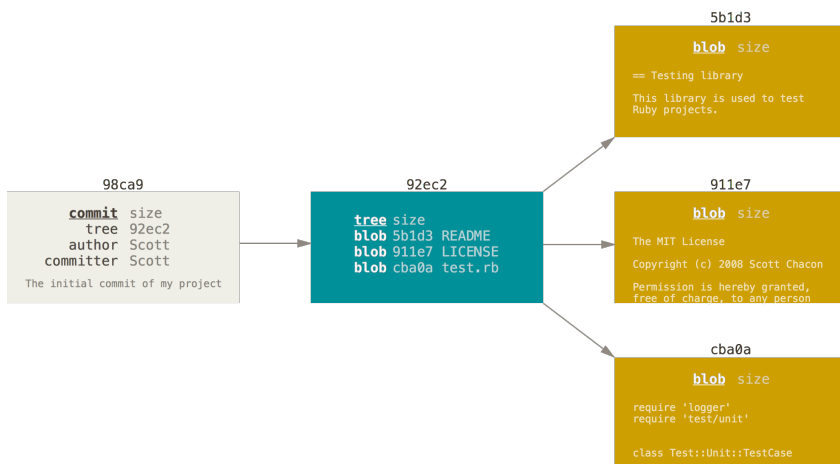 98ca9
commit size
tree 92ec2
author Scott
committer Scott
The initial commit of my project
92ec2
tree size
blob 5b1d3 README
blob 911e7 LICENSE
blob cba0a test.rb
5b1d3
blob size
== Testing library
This library is used to test
Ruby projects.
911e7
blob size
The MIT License
Copyright (c) 2008 Scott Chacon
Permission is hereby granted,
free of charge, to any person
cba0a
blob size
require 'logger'
require 'test/unit'
class Test::Unit::TestCase